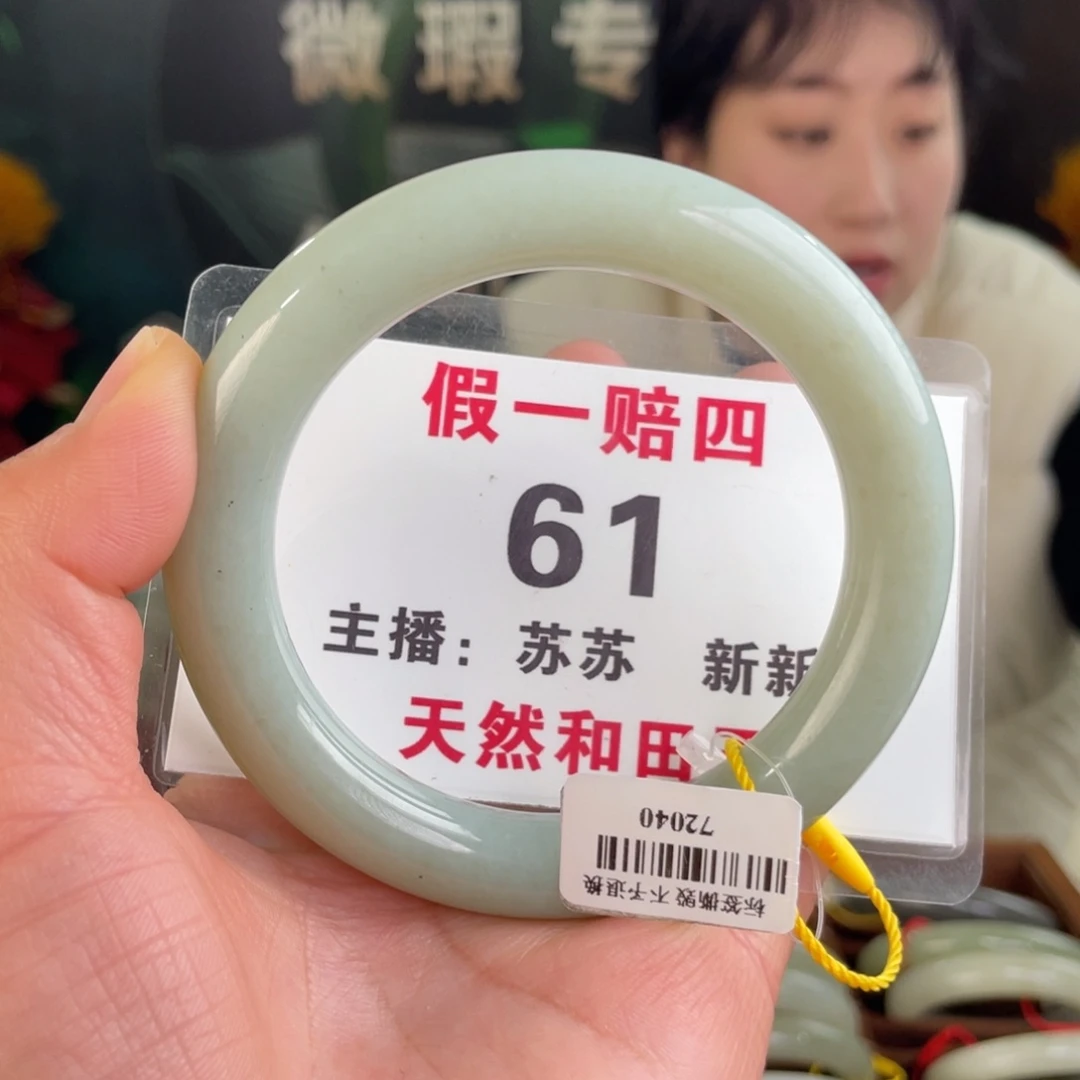 微瑕专
假一赔四
61
主播：苏苏 新新
天然和田
72040
标签撕毁 不予退换